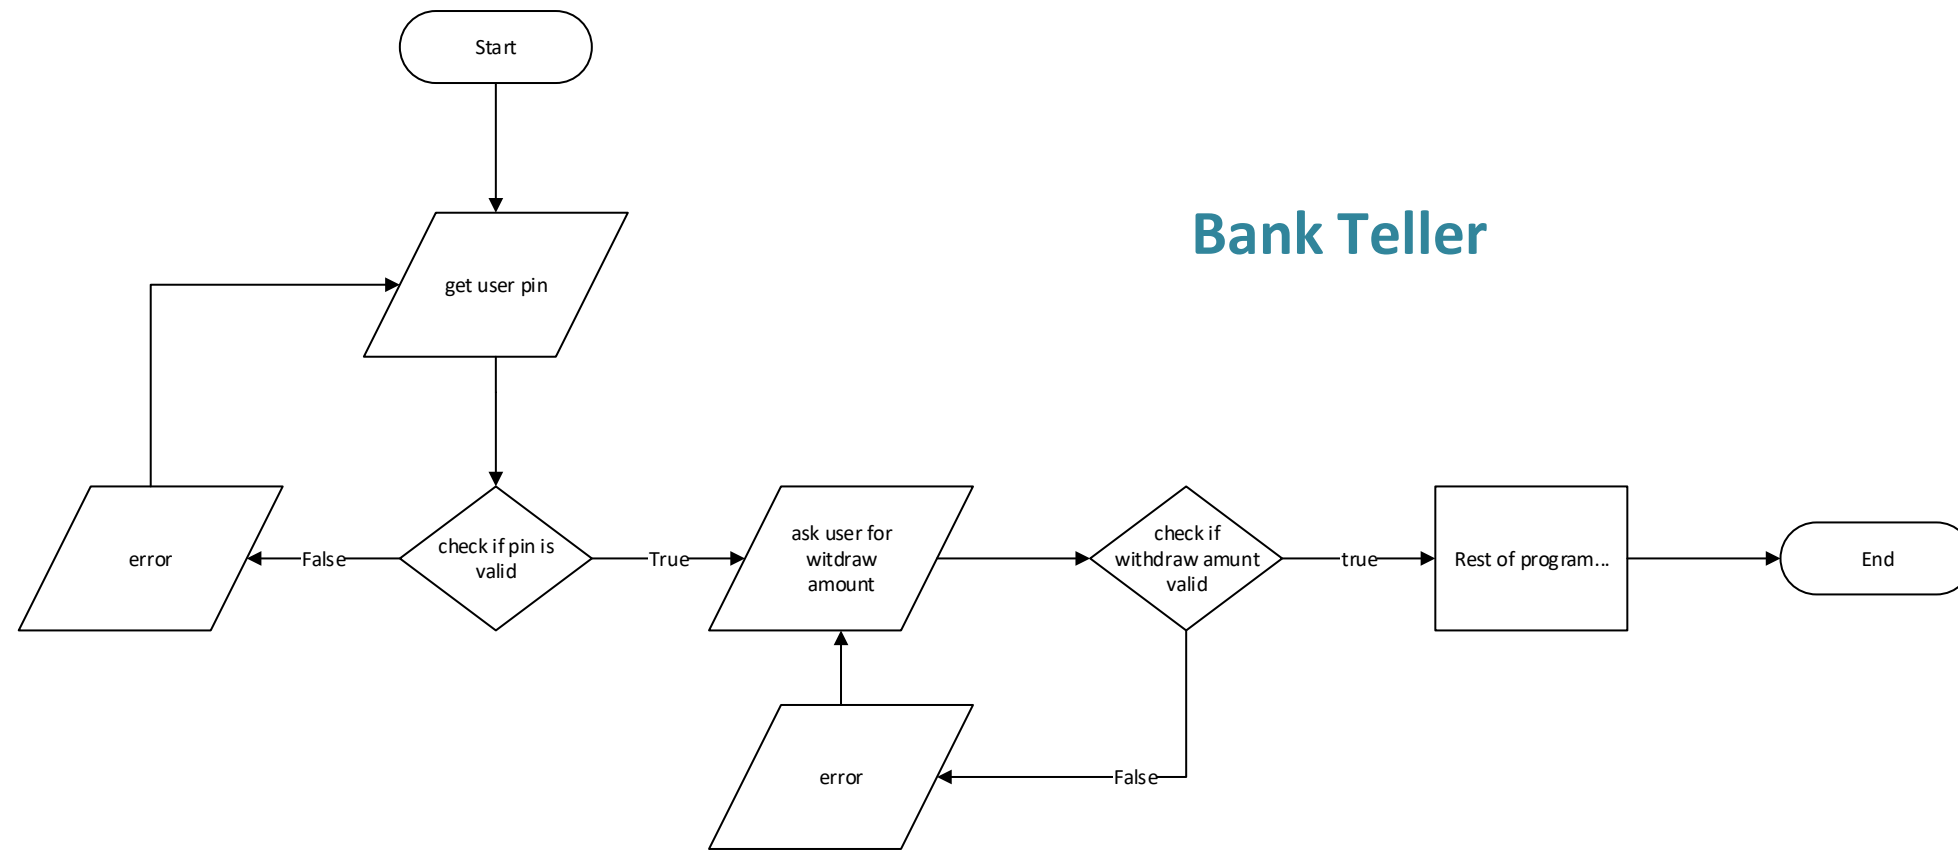 Start
Bank Teller
get user pin
error
False
check if pin is
valid
True
ask user for
witdraw
amount
check if
withdraw amunt
valid
true
Rest of program...
End
error
False